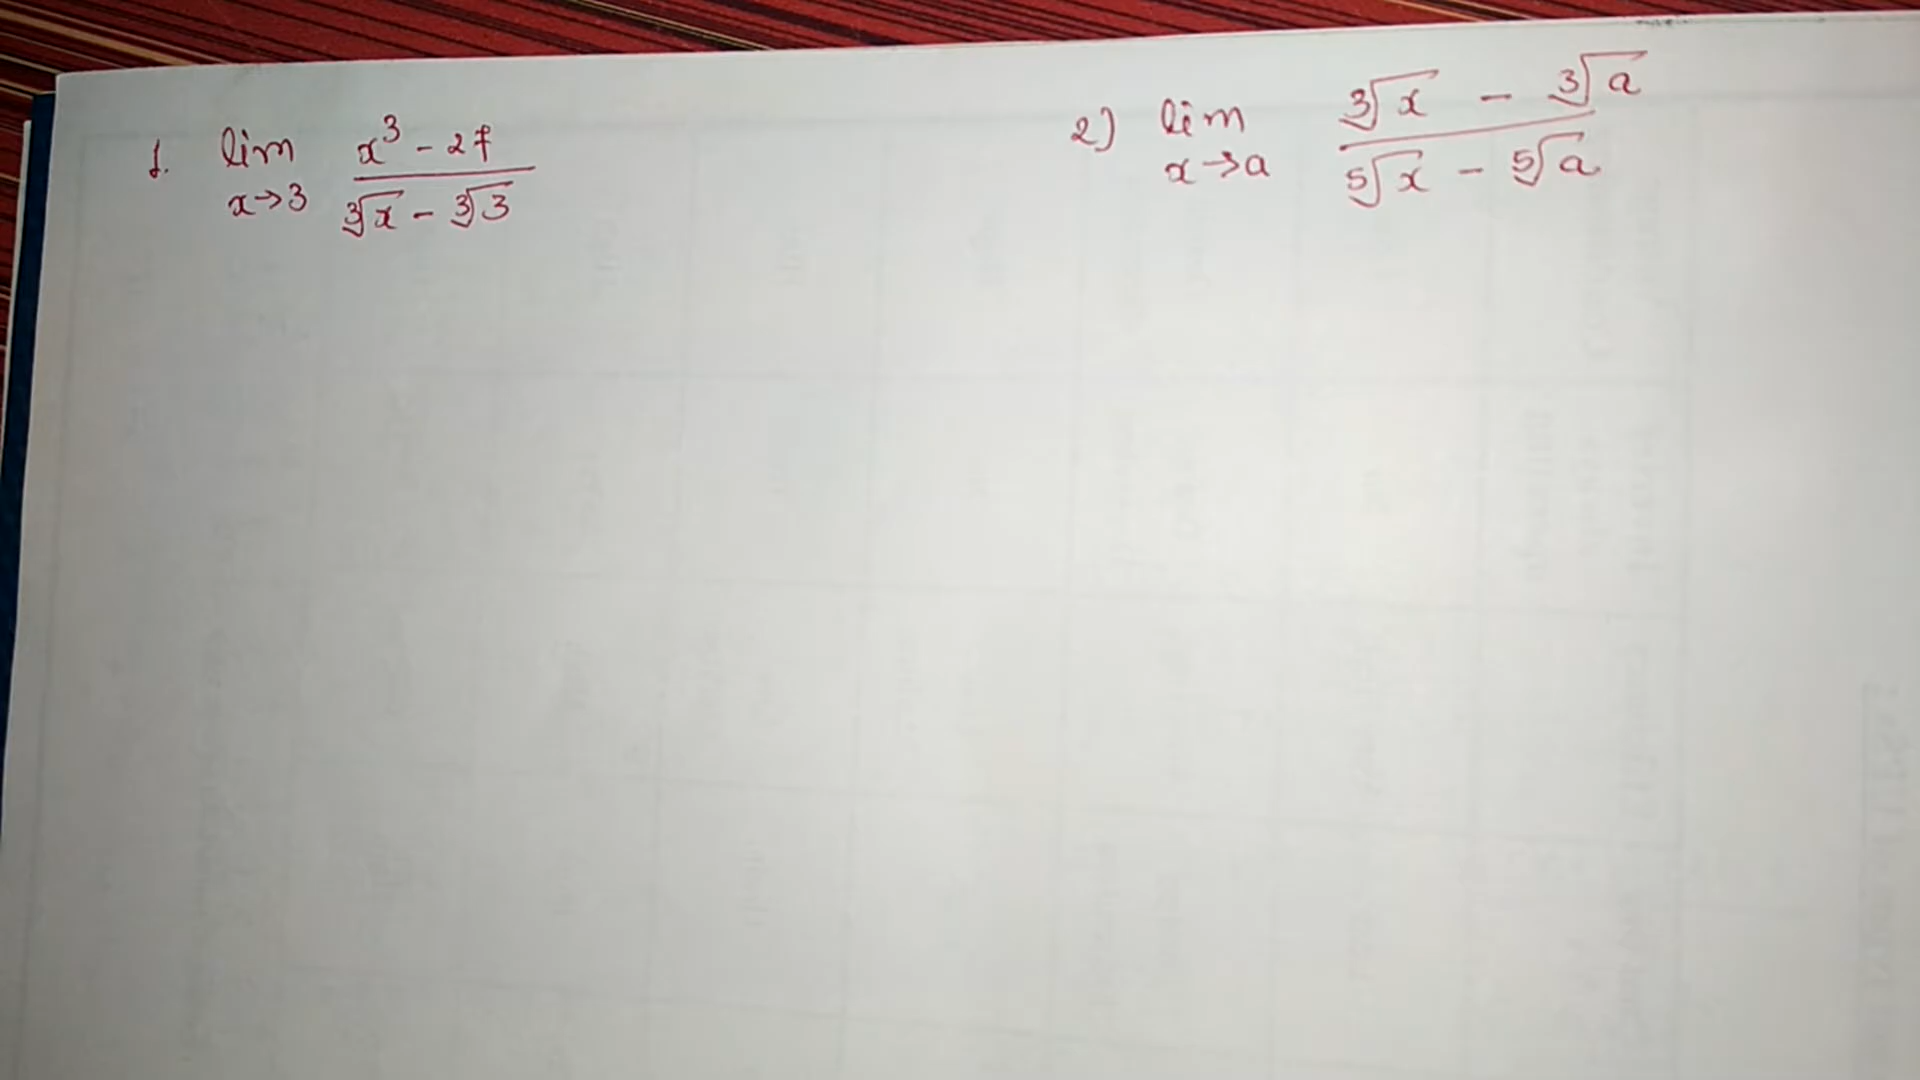 1. lim x→3 (x³ - 27)/(∛x - ∛3)
2) lim x→a (∛x - ∛a)/(⁵√x - ⁵√a)